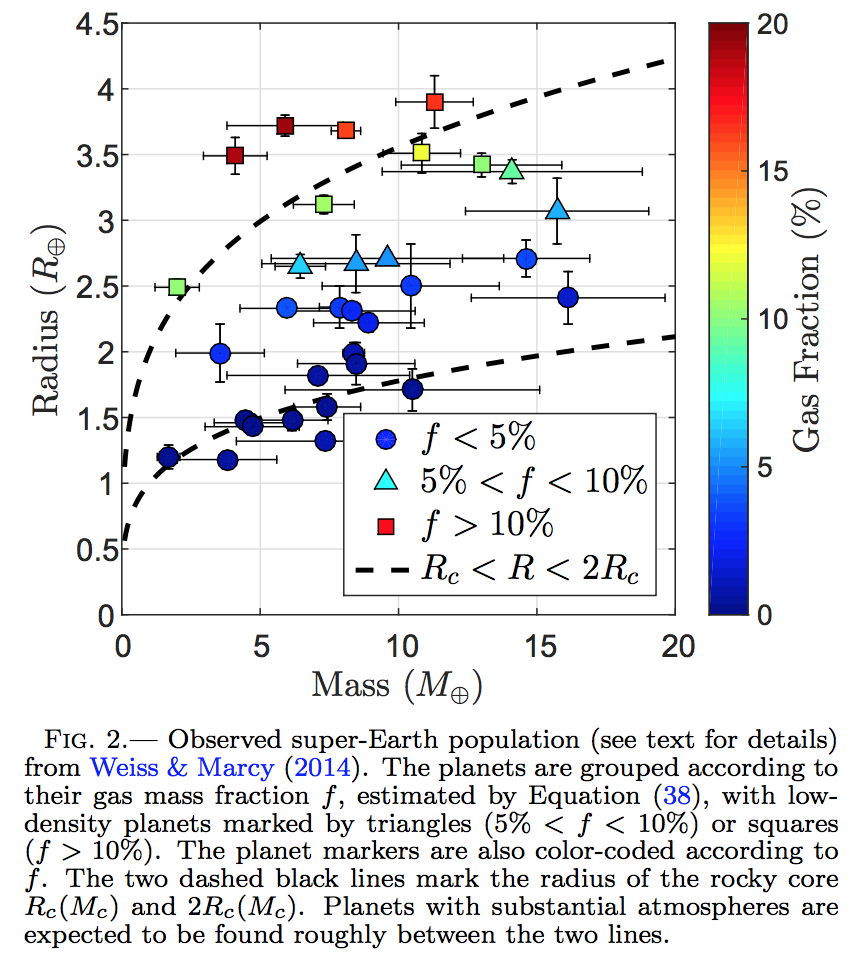 4.5
4
3.5
3
2.5
2
1.5
1
0.5
0
Radius (R⊕)
0 5 10 15 20
Mass (M⊕)
f < 5%
5% < f < 10%
f > 10%
R_c < R < 2R_c
20
15
10
5
0
Gas Fraction (%)
FIG. 2.— Observed super-Earth population (see text for details)
from Weiss & Marcy (2014). The planets are grouped according to
their gas mass fraction f, estimated by Equation (38), with low-
density planets marked by triangles (5% < f < 10%) or squares
(f > 10%). The planet markers are also color-coded according to
f. The two dashed black lines mark the radius of the rocky core
R_c(M_c) and 2R_c(M_c). Planets with substantial atmospheres are
expected to be found roughly between the two lines.